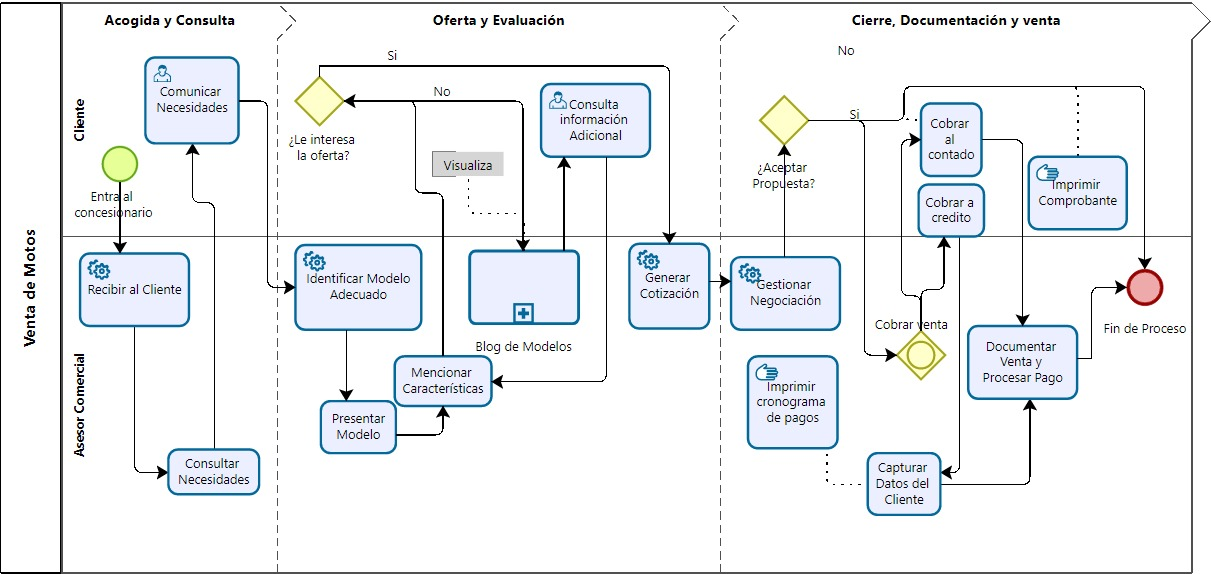 Venta de Motos
Acogida y Consulta
Oferta y Evaluación
Cierre, Documentación y venta
Cliente
Asesor Comercial
Comunicar
Necesidades
Entra al
concesionario
Recibir al Cliente
Consultar
Necesidades
Si
No
¿Le interesa
la oferta?
Visualiza
Consulta
información
Adicional
Identificar Modelo
Adecuado
Blog de Modelos
Mencionar
Características
Presentar
Modelo
Generar
Cotización
No
Si
¿Aceptar
Propuesta?
Cobrar
al
contado
Cobrar a
credito
Imprimir
Comprobante
Gestionar
Negociación
Cobrar venta
Fin de Proceso
Documentar
Venta y
Procesar Pago
Imprimir
cronograma
de pagos
Capturar
Datos del
Cliente